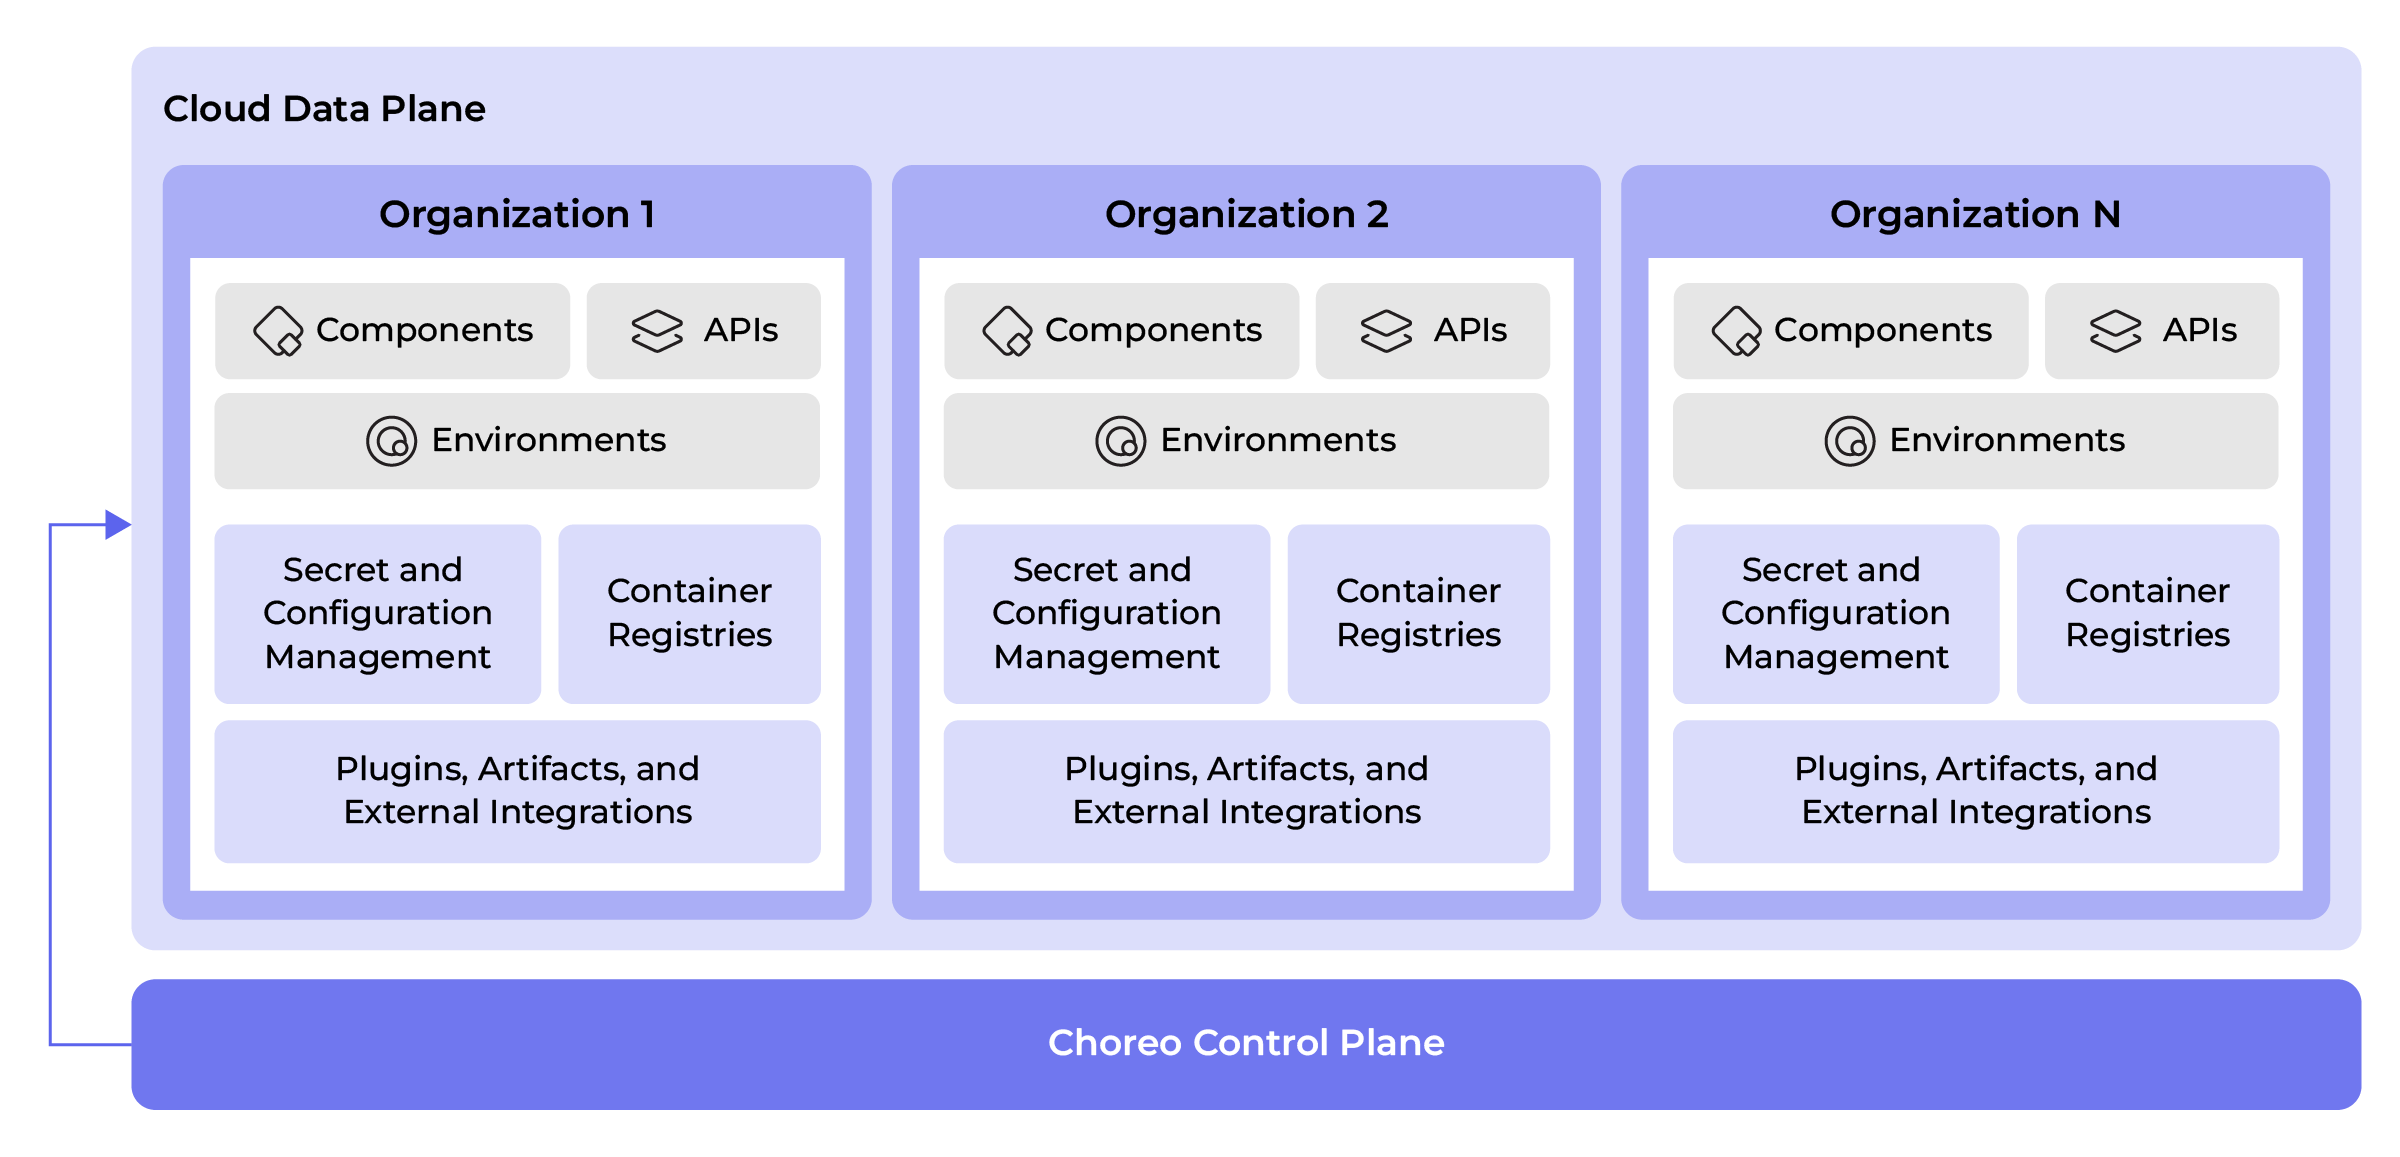 Cloud Data Plane
Organization 1
Components
APIs
Environments
Secret and
Configuration
Management
Container
Registries
Plugins, Artifacts, and
External Integrations
Organization 2
Components
APIs
Environments
Secret and
Configuration
Management
Container
Registries
Plugins, Artifacts, and
External Integrations
Organization N
Components
APIs
Environments
Secret and
Configuration
Management
Container
Registries
Plugins, Artifacts, and
External Integrations
Choreo Control Plane